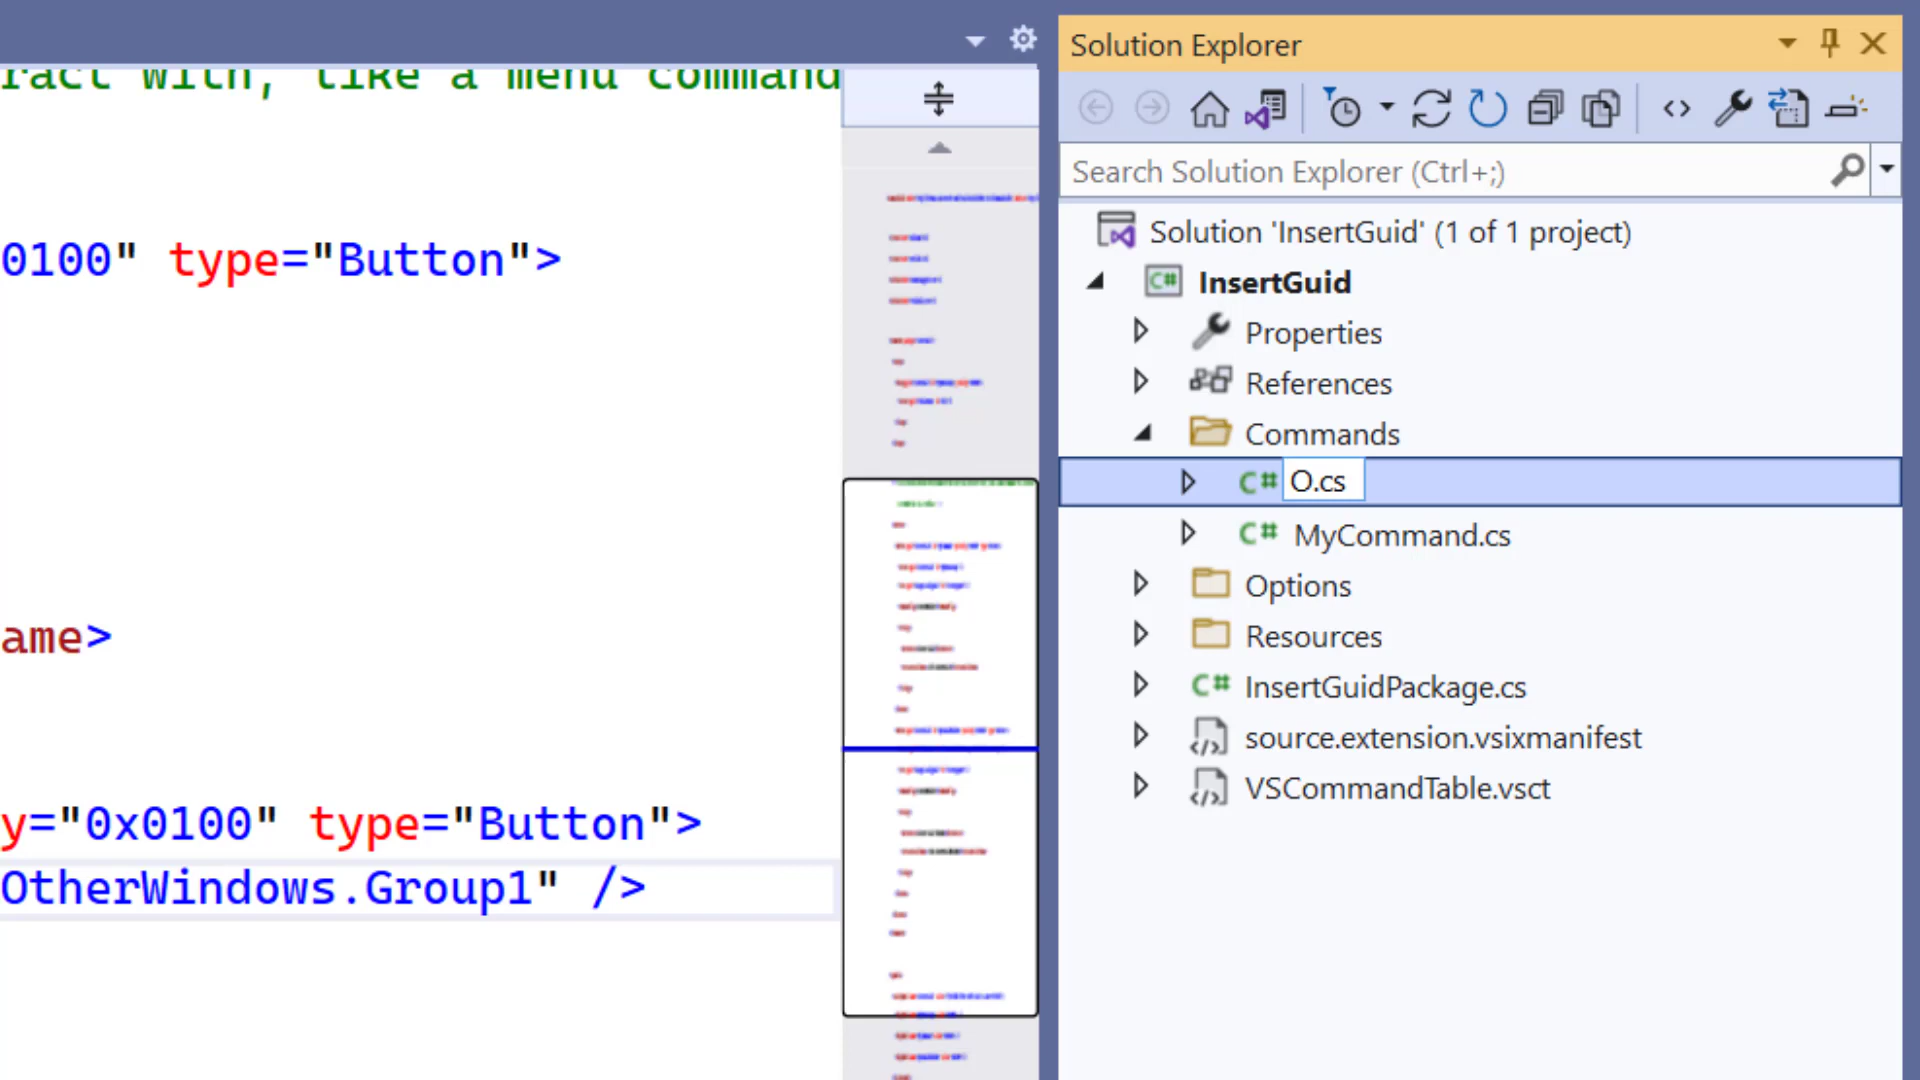 ract with, like a menu command
0100" type="Button">
ame>
y="0x0100" type="Button">
OtherWindows.Group1" />
Solution Explorer
Search Solution Explorer (Ctrl+;)
Solution 'InsertGuid' (1 of 1 project)
C# InsertGuid
Properties
References
Commands
C# O.cs
C# MyCommand.cs
Options
Resources
C# InsertGuidPackage.cs
source.extension.vsixmanifest
VSCommandTable.vsct